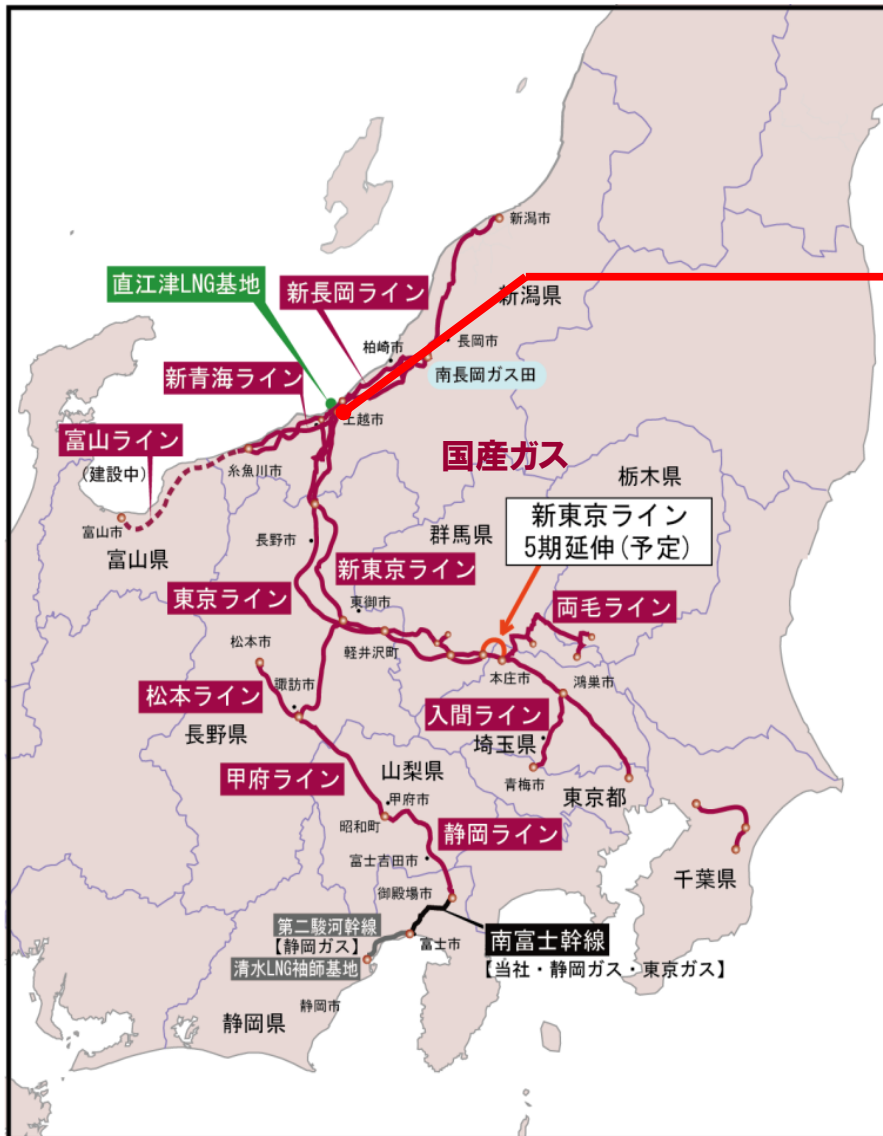 新潟市
直江津LNG基地
新長岡ライン
新潟県
柏崎市
長岡市
南長岡ガス田
新青海ライン
上越市
富山ライン
(建設中)
糸魚川市
国産ガス
栃木県
富山市
富山県
長野市
群馬県
新東京ライン
5期延伸(予定)
新東京ライン
東京ライン
東御市
両毛ライン
松本市
軽井沢町
本庄市
鴻巣市
諏訪市
松本ライン
長野県
入間ライン
埼玉県
甲府ライン
山梨県
青梅市
東京都
甲府市
昭和町
静岡ライン
富士吉田市
千葉県
御殿場市
第二駿河幹線
【静岡ガス】
清水LNG袖師基地
富士市
南富士幹線
【当社・静岡ガス・東京ガス】
静岡市
静岡県